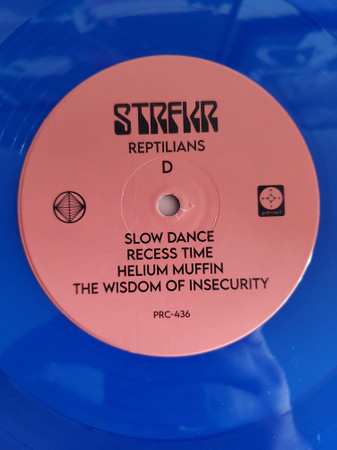 STRFKR
REPTILIANS
D
SLOW DANCE
RECESS TIME
HELIUM MUFFIN
THE WISDOM OF INSECURITY
PRC-436